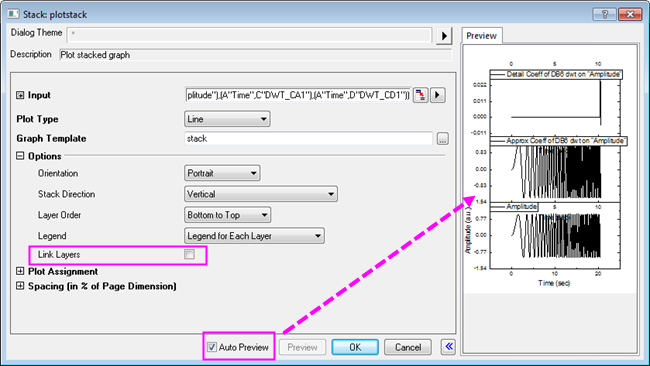 Stack: plotstack
Dialog Theme *
Description Plot stacked graph
Input plitude"),(A"Time",C"DWT_CA1"),(A"Time",D"DWT_CD1"))
Plot Type Line
Graph Template stack ...
Options
Orientation Portrait
Stack Direction Vertical
Layer Order Bottom to Top
Legend Legend for Each Layer
Link Layers
Plot Assignment
Spacing (in % of Page Dimension)
Auto Preview Preview OK Cancel
Preview
0 5 10
Detail Coeff of DB6 dwt on "Amplitude"
0.022
0.011
0.000
-0.011
Approx Coeff of DB6 dwt on "Amplitude"
0 5 10
0.83
0.00
-0.83
1.54
Amplitude
0.77
0.00
-0.77
-1.54
Amplitude (a.u.)
0 10 20
Time (sec)